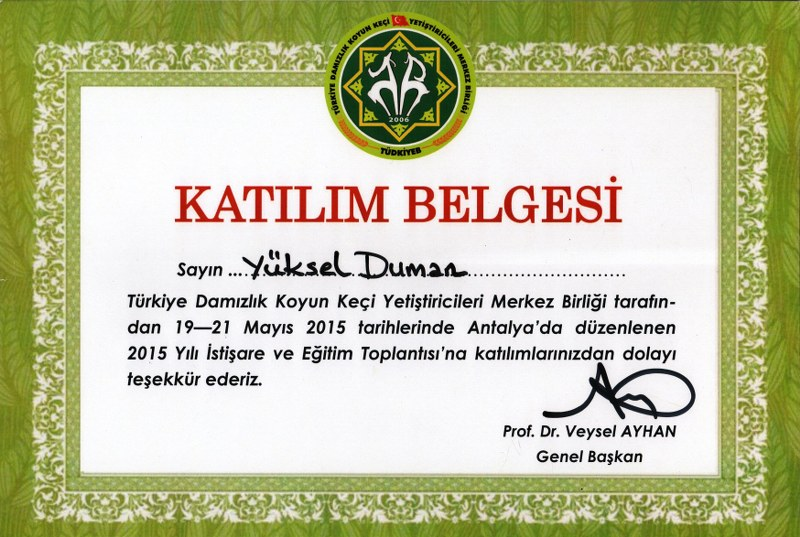 TÜRKİYE DAMIZLIK KOYUN KEÇİ YETİŞTİRİCİLERİ MERKEZ BİRLİĞİ
2006
TÜDKİYEB
KATILIM BELGESİ
Sayın .... Yüksel Duman ............................
Türkiye Damızlık Koyun Keçi Yetiştiricileri Merkez Birliği tarafın-
dan 19—21 Mayıs 2015 tarihlerinde Antalya’da düzenlenen
2015 Yılı İstişare ve Eğitim Toplantısı’na katılımlarınızdan dolayı
teşekkür ederiz.
Prof. Dr. Veysel AYHAN
Genel Başkan